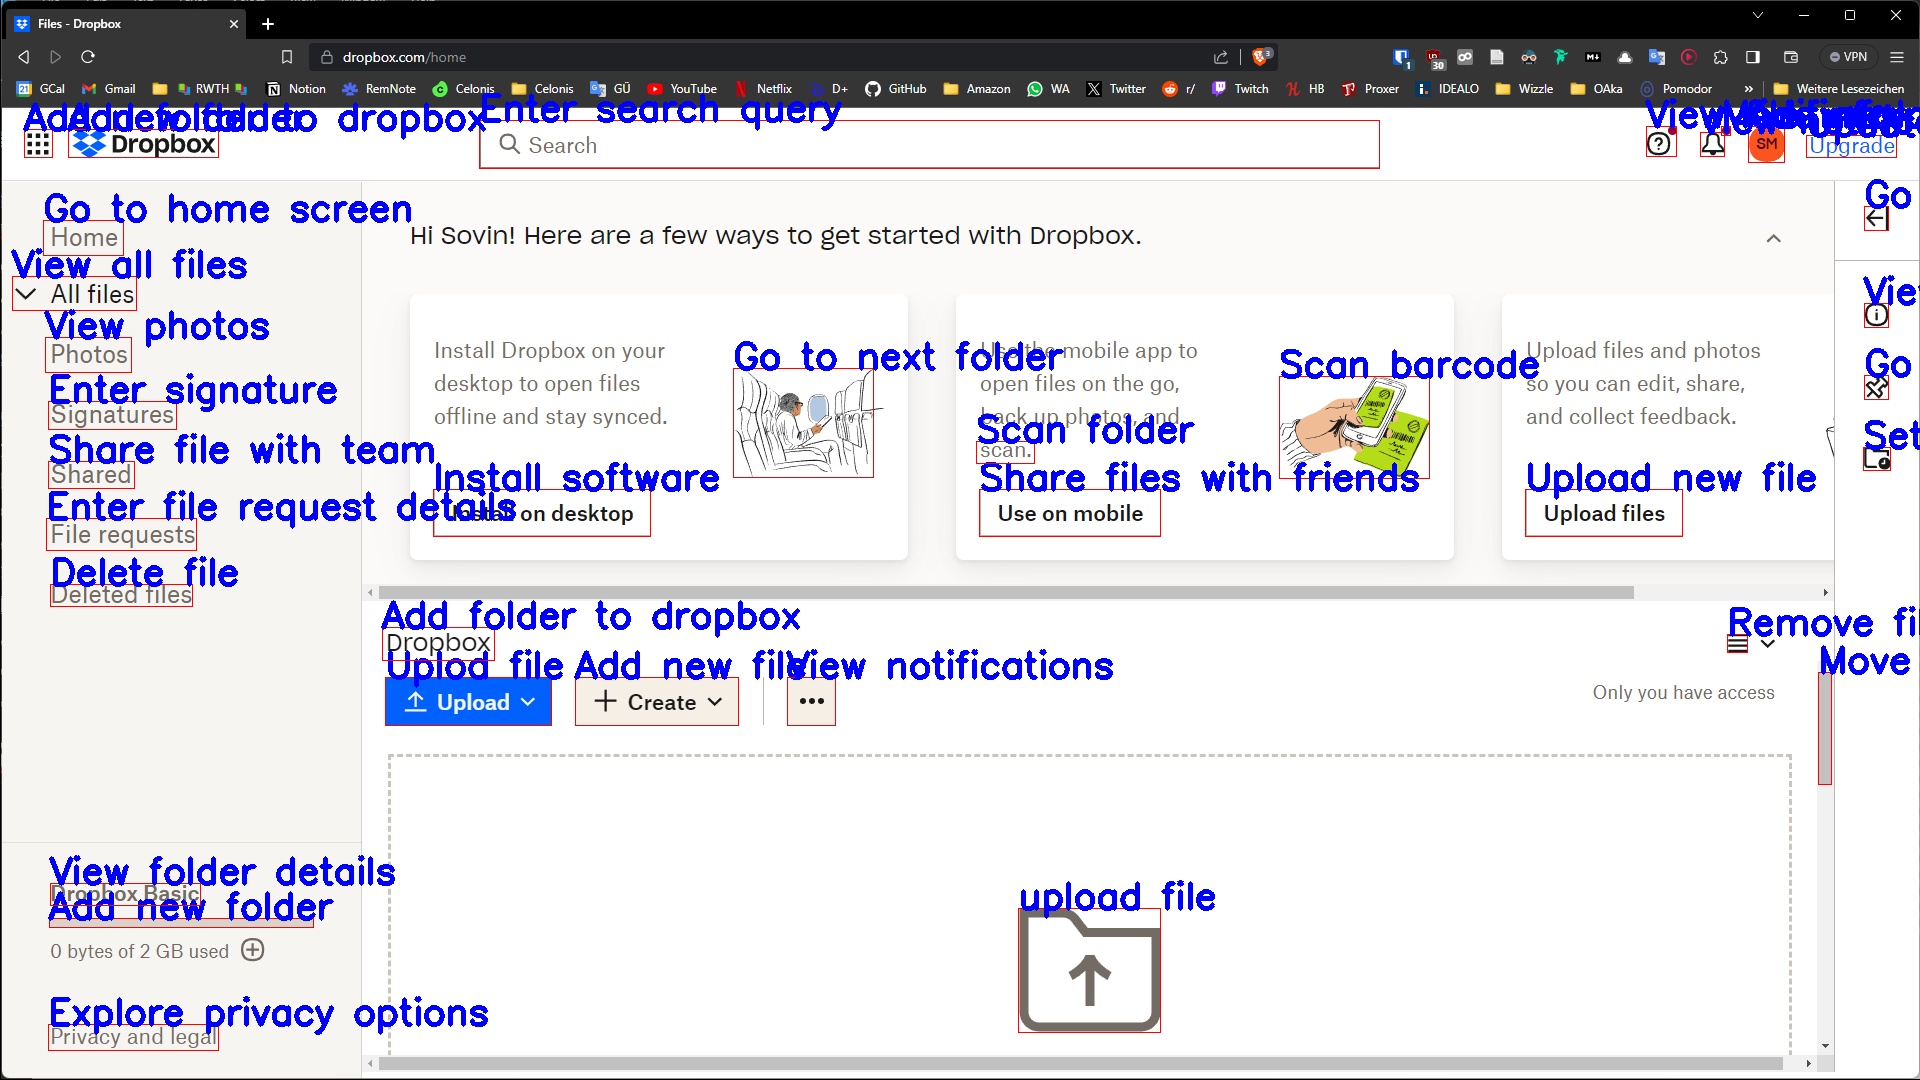 Files - Dropbox
dropbox.com/home
3
1
30
VPN
GCal
Gmail
RWTH
Notion
RemNote
Celonis
Celonis
GÜ
YouTube
Netflix
D+
GitHub
Amazon
WA
Twitter
r/
Twitch
HB
Proxer
IDEALO
Wizzle
OAka
Pomodor
»
Weitere Lesezeichen
Add new folder
Add folder to dropbox
Enter search query
View
Dropbox
Search
SM
Upgrade
Go to home screen
Home
View all files
All files
View photos
Photos
Enter signature
Signatures
Share file with team
Shared
Enter file request details
File requests
Delete file
Deleted files
Hi Sovin! Here are a few ways to get started with Dropbox.
Install Dropbox on your
desktop to open files
offline and stay synced.
Go to next folder
Install software
Install on desktop
Use the mobile app to
open files on the go,
back up photos, and
scan.
Scan folder
Scan barcode
Share files with friends
Use on mobile
Upload files and photos
so you can edit, share,
and collect feedback.
Upload new file
Upload files
Go
View
Go
Set
Add folder to dropbox
Dropbox
Remove fi
Move
Uplod file
Add new file
View notifications
Upload
Create
Only you have access
upload file
View folder details
Dropbox Basic
Add new folder
0 bytes of 2 GB used
Explore privacy options
Privacy and legal